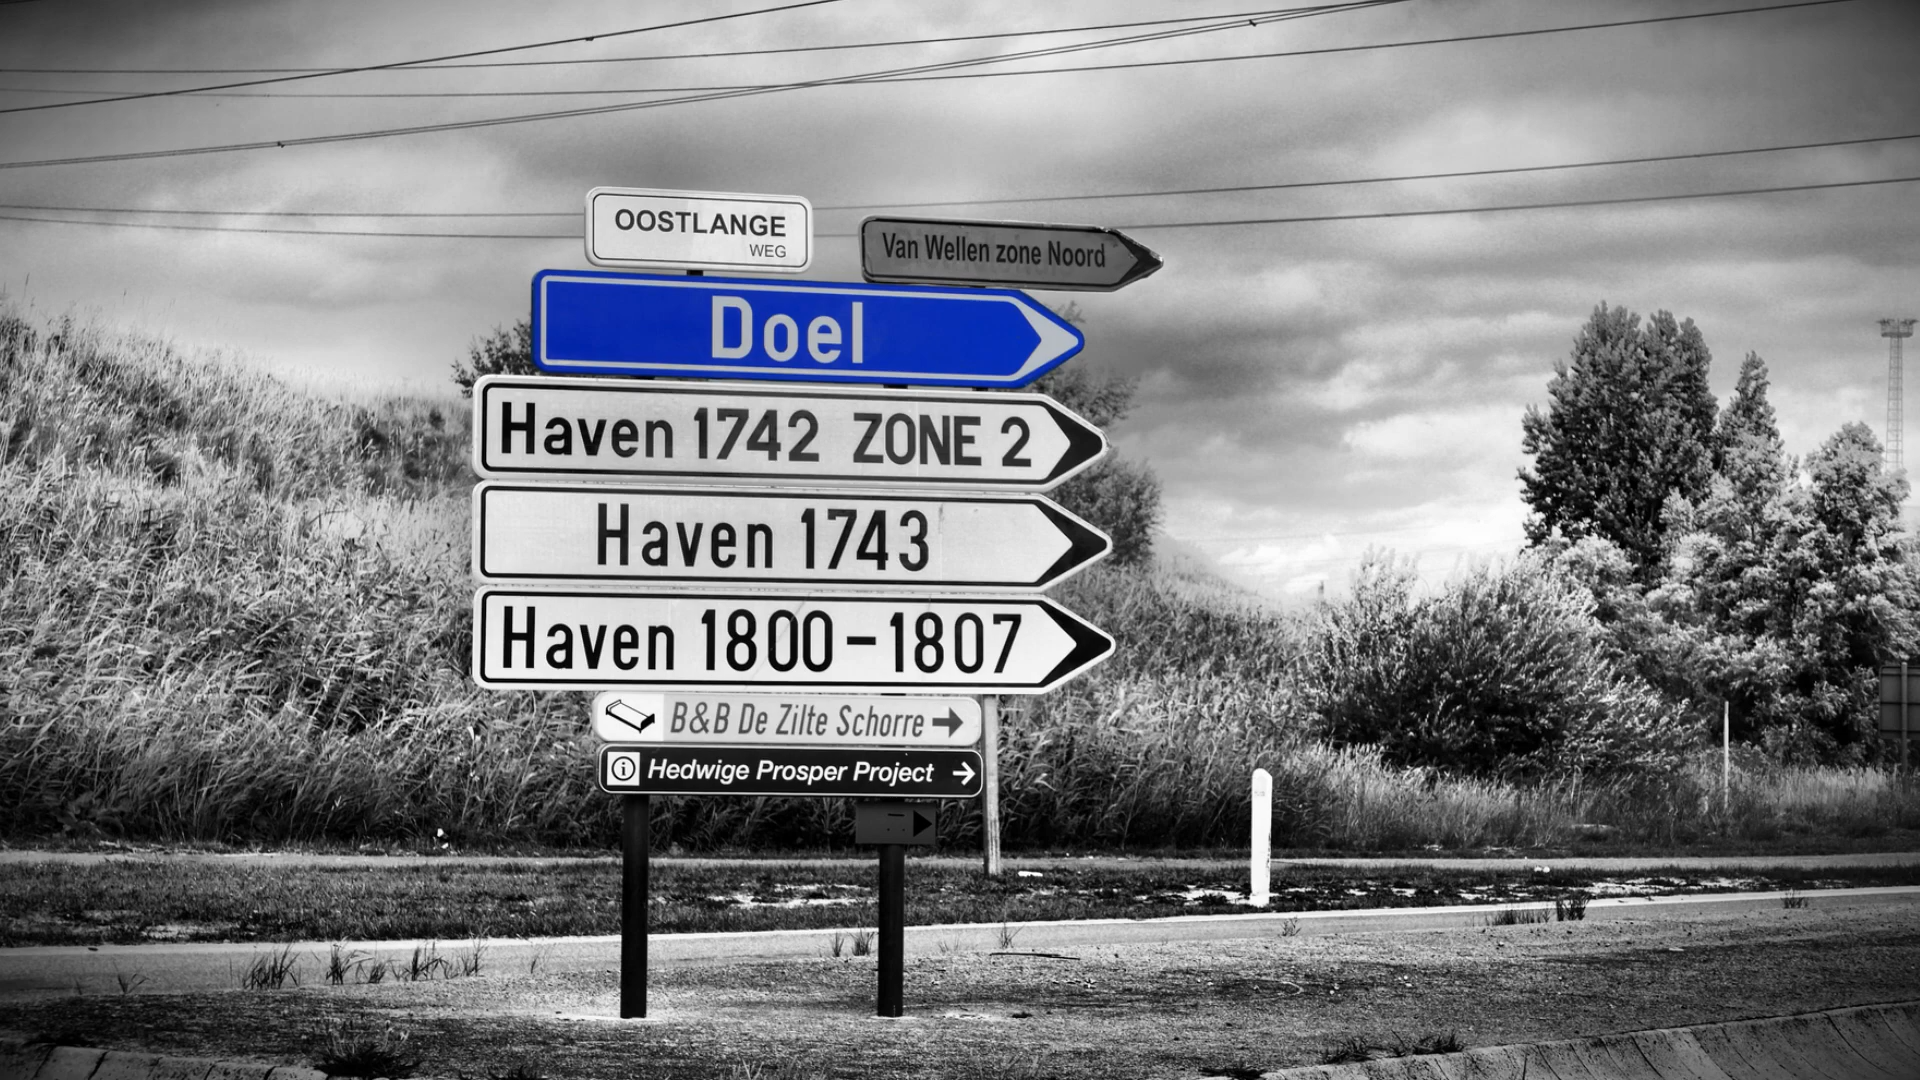 OOSTLANGE
WEG
Van Wellen zone Noord
Doel
Haven 1742 ZONE 2
Haven 1743
Haven 1800-1807
B&B De Zilte Schorre
Hedwige Prosper Project